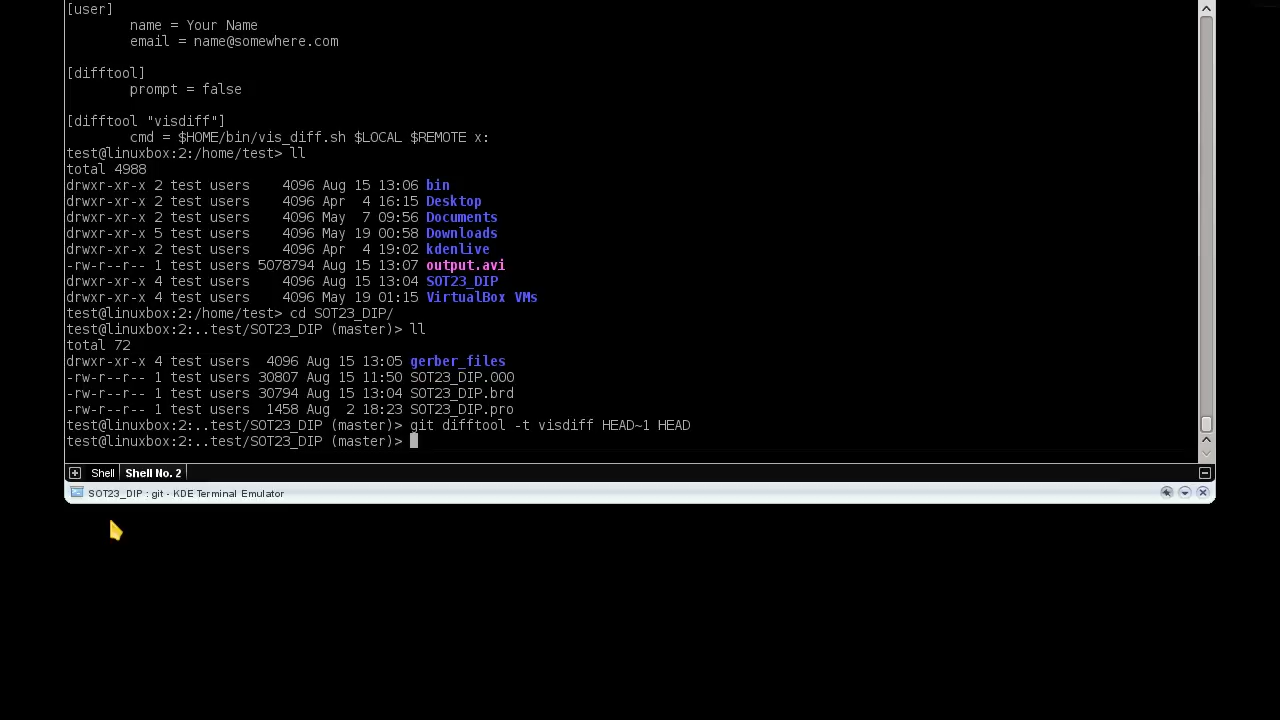 [user]
        name = Your Name
        email = name@somewhere.com

[difftool]
        prompt = false

[difftool "visdiff"]
        cmd = $HOME/bin/vis_diff.sh $LOCAL $REMOTE x:
test@linuxbox:2:/home/test> ll
total 4988
drwxr-xr-x 2 test users    4096 Aug 15 13:06 bin
drwxr-xr-x 2 test users    4096 Apr  4 16:15 Desktop
drwxr-xr-x 2 test users    4096 May  7 09:56 Documents
drwxr-xr-x 5 test users    4096 May 19 00:58 Downloads
drwxr-xr-x 2 test users    4096 Apr  4 19:02 kdenlive
-rw-r--r-- 1 test users 5078794 Aug 15 13:07 output.avi
drwxr-xr-x 4 test users    4096 Aug 15 13:04 SOT23_DIP
drwxr-xr-x 4 test users    4096 May 19 01:15 VirtualBox VMs
test@linuxbox:2:/home/test> cd SOT23_DIP/
test@linuxbox:2:..test/SOT23_DIP (master)> ll
total 72
drwxr-xr-x 4 test users  4096 Aug 15 13:05 gerber_files
-rw-r--r-- 1 test users 30807 Aug 15 11:50 SOT23_DIP.000
-rw-r--r-- 1 test users 30794 Aug 15 13:04 SOT23_DIP.brd
-rw-r--r-- 1 test users  1458 Aug  2 18:23 SOT23_DIP.pro
test@linuxbox:2:..test/SOT23_DIP (master)> git difftool -t visdiff HEAD~1 HEAD
test@linuxbox:2:..test/SOT23_DIP (master)>
Shell Shell No. 2
SOT23_DIP : git - KDE Terminal Emulator